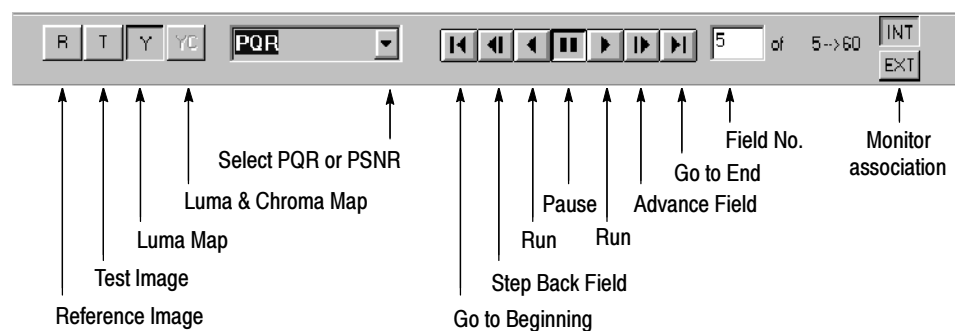 R T Y YC PQR 5 of 5-->60 INT
EXT
Field No. Monitor
Select PQR or PSNR Go to End association
Luma & Chroma Map Pause Advance Field
Luma Map Run Run
Test Image Step Back Field
Reference Image Go to Beginning